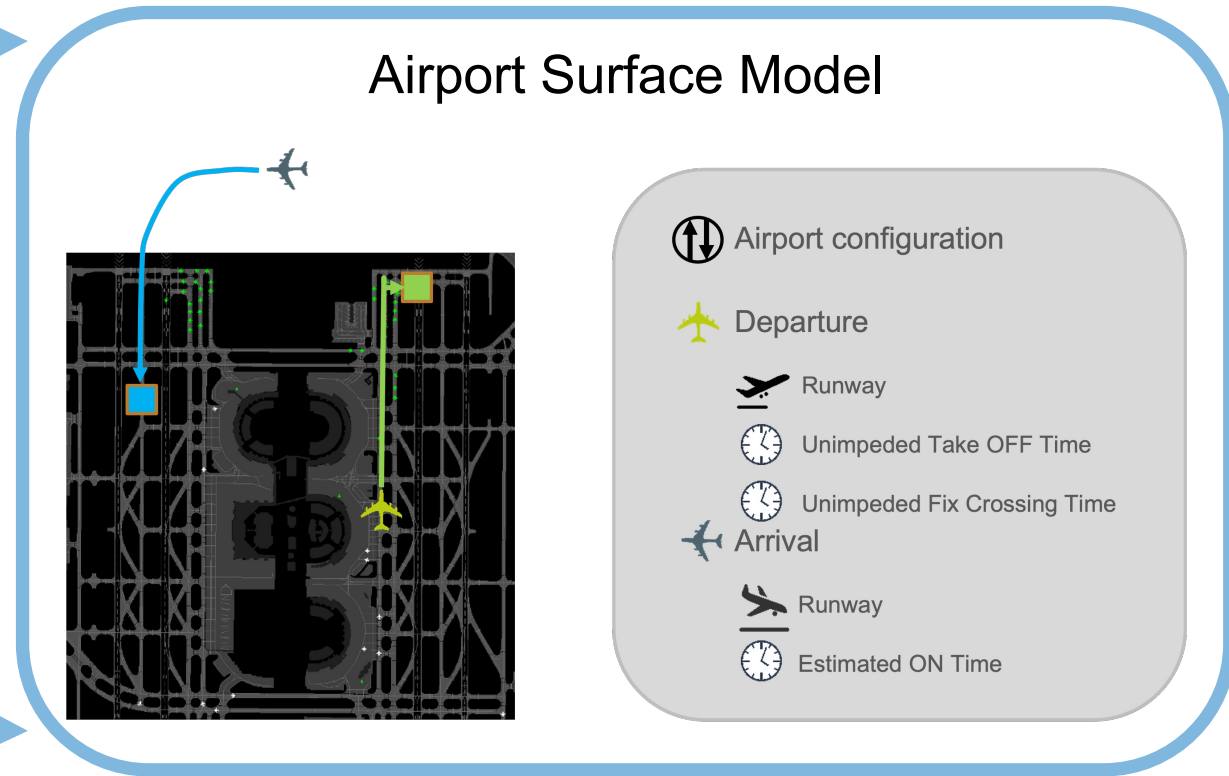 Airport Surface Model
Airport configuration
Departure
Runway
Unimpeded Take OFF Time
Unimpeded Fix Crossing Time
Arrival
Runway
Estimated ON Time